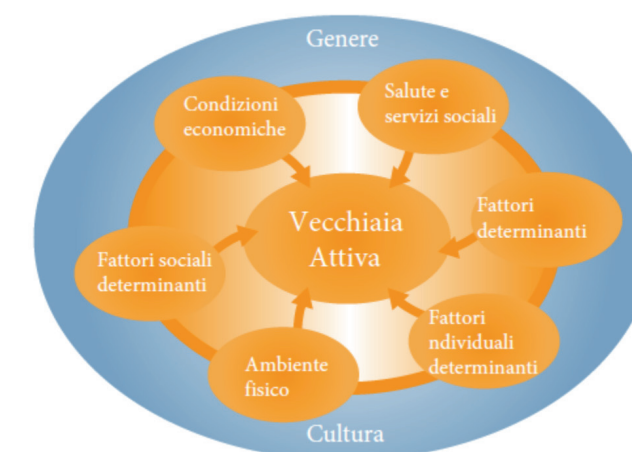 Genere
Condizioni
economiche
Salute e
servizi sociali
Fattori
determinanti
Vecchiaia
Attiva
Fattori sociali
determinanti
Fattori
ndividuali
determinanti
Ambiente
fisico
Cultura